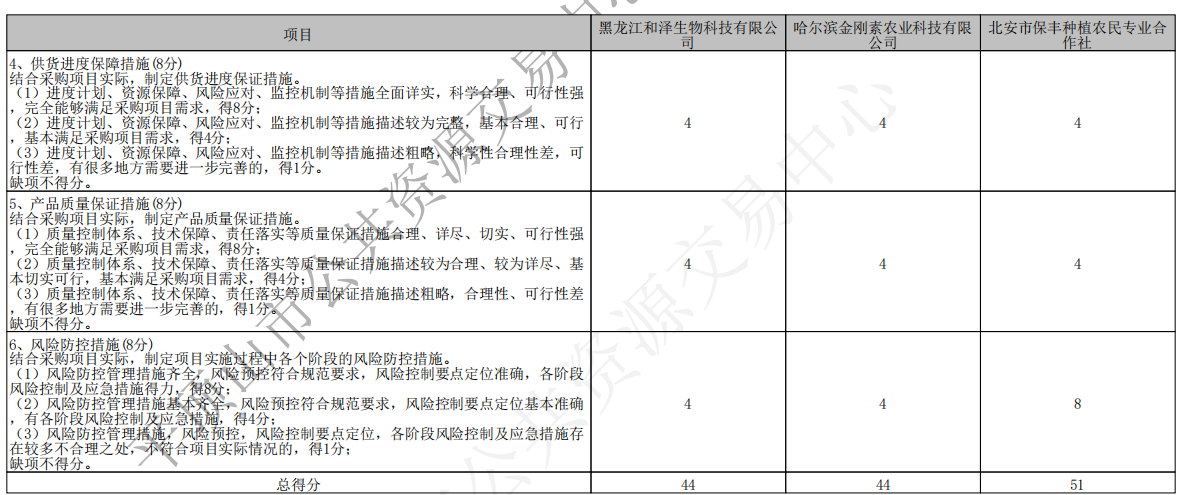 项目
黑龙江和泽生物科技有限公
司
哈尔滨金刚素农业科技有限
公司
北安市保丰种植农民专业合
作社
4、供货进度保障措施(8分)
结合采购项目实际，制定供货进度保证措施。
（1）进度计划、资源保障、风险应对、监控机制等措施全面详实，科学合理、可行性强
，完全能够满足采购项目需求，得8分；
（2）进度计划、资源保障、风险应对、监控机制等措施描述较为完整，基本合理、可行
，基本满足采购项目需求，得4分；
（3）进度计划、资源保障、风险应对、监控机制等措施描述粗略，科学性合理性差，可
行性差，有很多地方需要进一步完善的，得1分。
缺项不得分。
4
4
4
5、产品质量保证措施(8分)
结合采购项目实际，制定产品质量保证措施。
（1）质量控制体系、技术保障、责任落实等质量保证措施合理、详尽、切实、可行性强
，完全能够满足采购项目需求，得8分；
（2）质量控制体系、技术保障、责任落实等质量保证措施描述较为合理、较为详尽、基
本切实可行，基本满足采购项目需求，得4分；
（3）质量控制体系、技术保障、责任落实等质量保证措施描述粗略，合理性、可行性差
，有很多地方需要进一步完善的，得1分。
缺项不得分。
4
4
4
6、风险防控措施(8分)
结合采购项目实际，制定项目实施过程中各个阶段的风险防控措施。
（1）风险防控管理措施齐全，风险预控符合规范要求，风险控制要点定位准确，各阶段
风险控制及应急措施得力，得8分；
（2）风险防控管理措施基本齐全，风险预控符合规范要求，风险控制要点定位基本准确
，有各阶段风险控制及应急措施，得4分；
（3）风险防控管理措施，风险预控，风险控制要点定位，各阶段风险控制及应急措施存
在较多不合理之处，不符合项目实际情况的，得1分；
缺项不得分。
4
4
8
总得分
44
44
51
平顶山市公共资源交易中心
公共资源交易中心